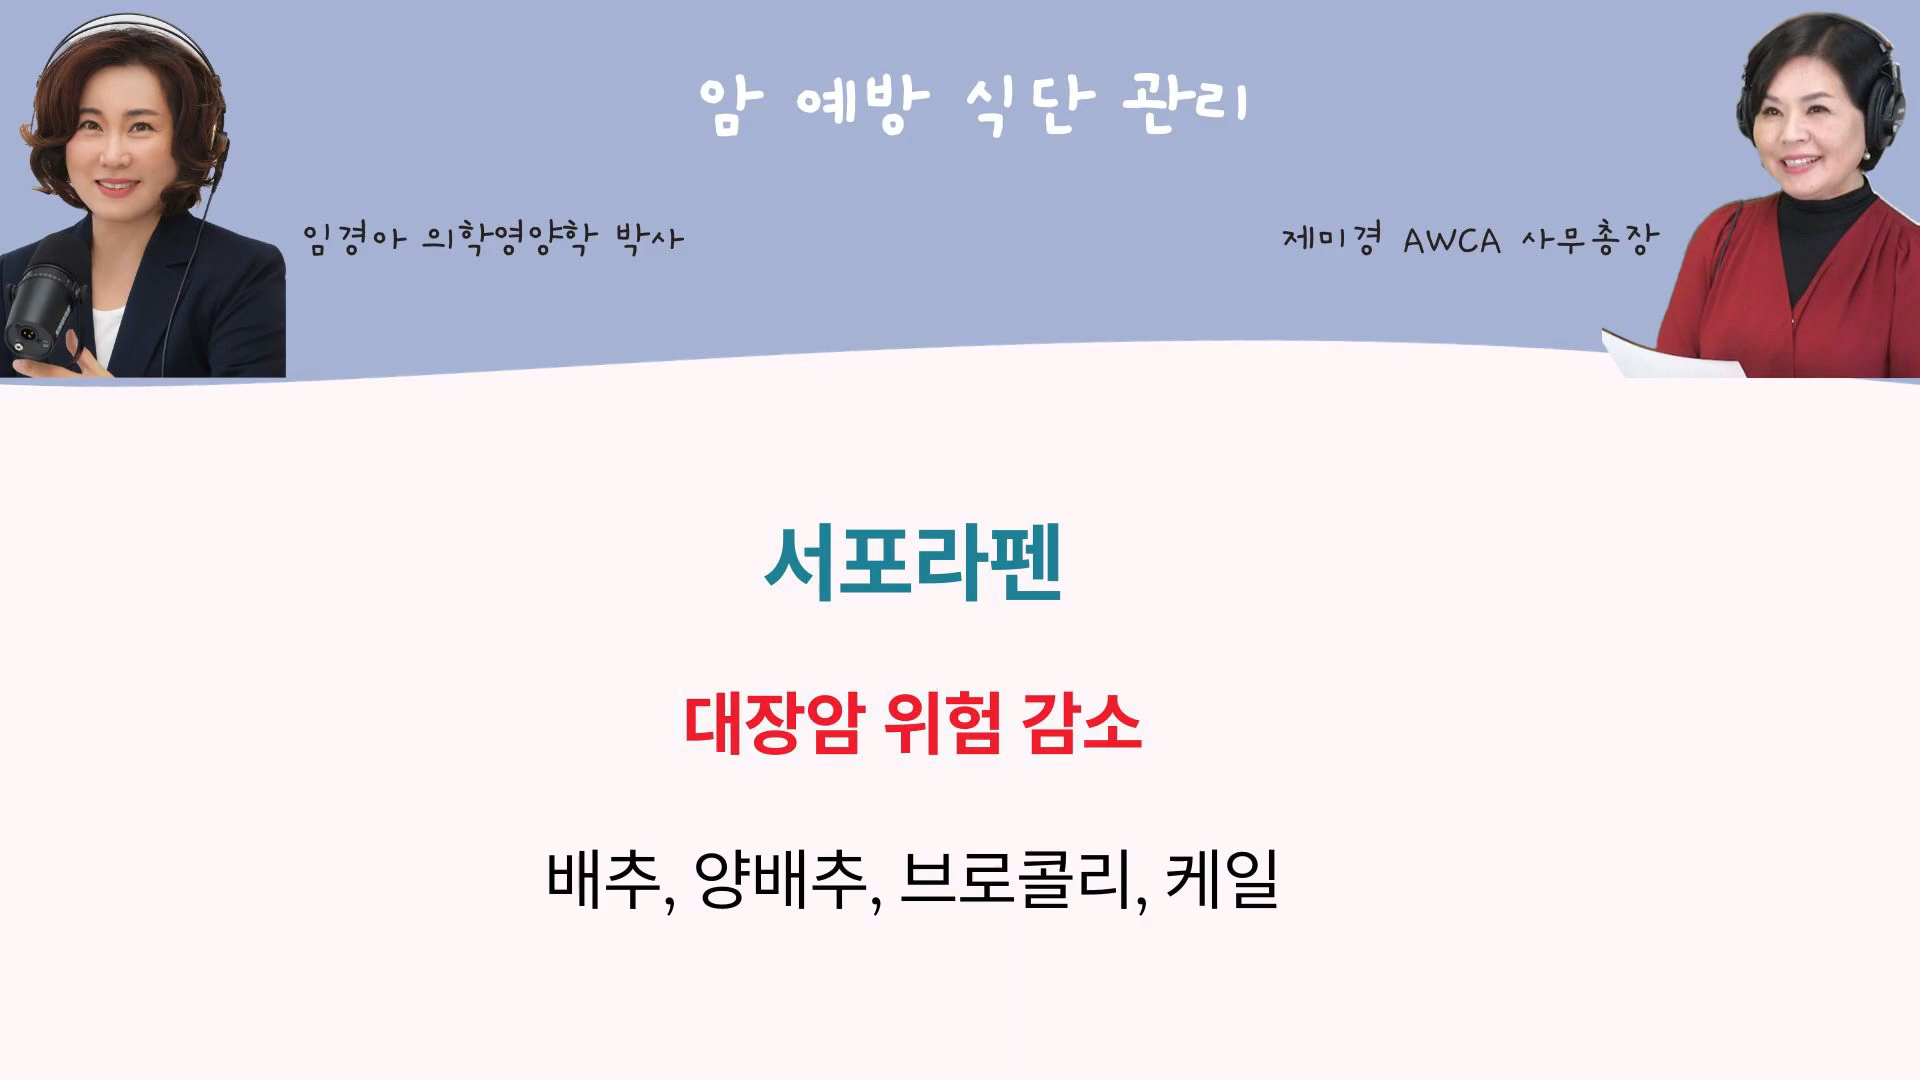 암 예방 식단 관리
임경아 의학영양학 박사
제미경 AWCA 사무총장
서포라펜
대장암 위험 감소
배추, 양배추, 브로콜리, 케일